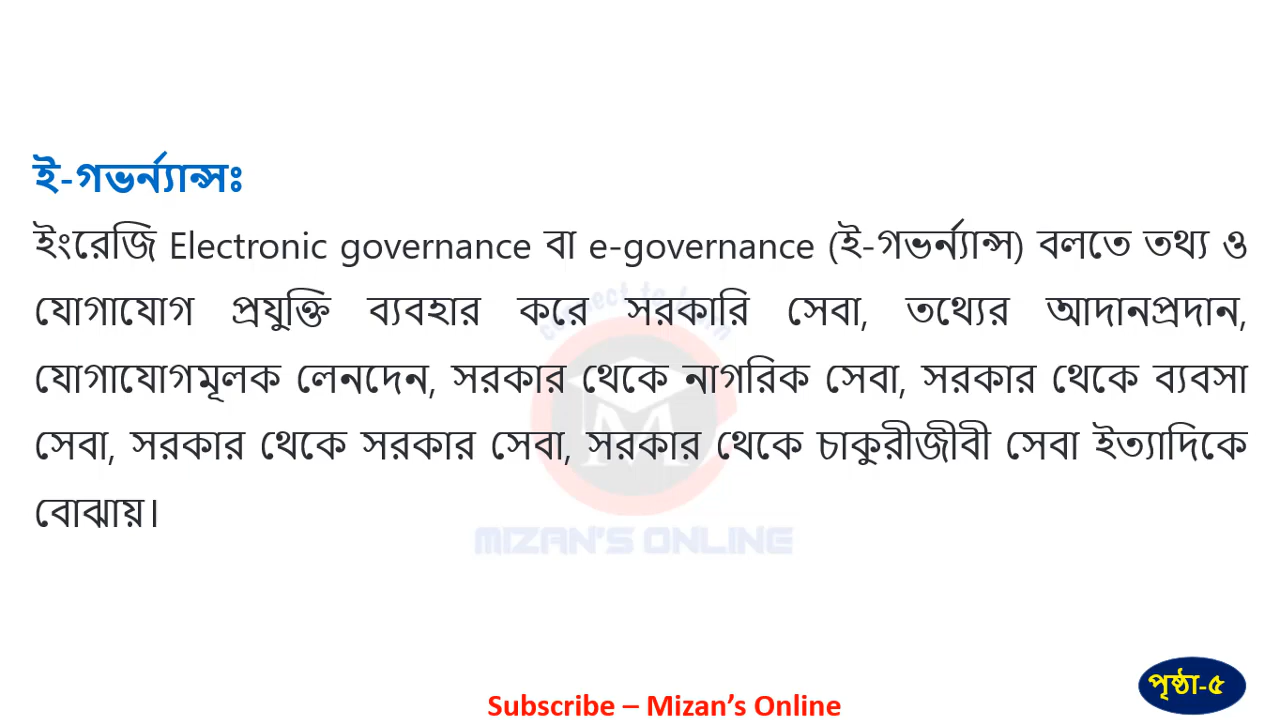 ই-গভর্ন্যান্সঃ
ইংরেজি Electronic governance বা e-governance (ই-গভর্ন্যান্স) বলতে তথ্য ও
যোগাযোগ প্রযুক্তি ব্যবহার করে সরকারি সেবা, তথ্যের আদানপ্রদান,
যোগাযোগমূলক লেনদেন, সরকার থেকে নাগরিক সেবা, সরকার থেকে ব্যবসা
সেবা, সরকার থেকে সরকার সেবা, সরকার থেকে চাকুরীজীবী সেবা ইত্যাদিকে
বোঝায়।
MIZAN'S ONLINE
পৃষ্ঠা-৫
Subscribe – Mizan's Online